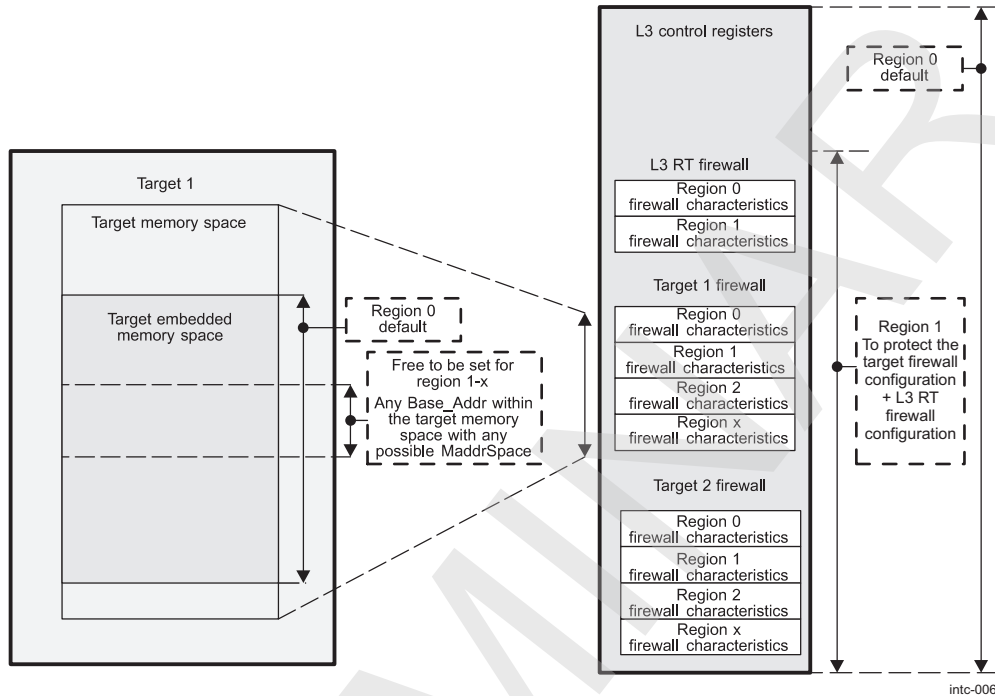 L3 control registers
Region 0
default
Target 1
Target memory space
Target embedded
memory space
Region 0
default
Free to be set for
region 1-x
Any Base_Addr within
the target memory
space with any
possible MaddrSpace
L3 RT firewall
Region 0
firewall characteristics
Region 1
firewall characteristics
Target 1 firewall
Region 0
firewall characteristics
Region 1
firewall characteristics
Region 2
firewall characteristics
Region x
firewall characteristics
Target 2 firewall
Region 0
firewall characteristics
Region 1
firewall characteristics
Region 2
firewall characteristics
Region x
firewall characteristics
Region 1
To protect the
target firewall
configuration
+ L3 RT
firewall
configuration
intc-006